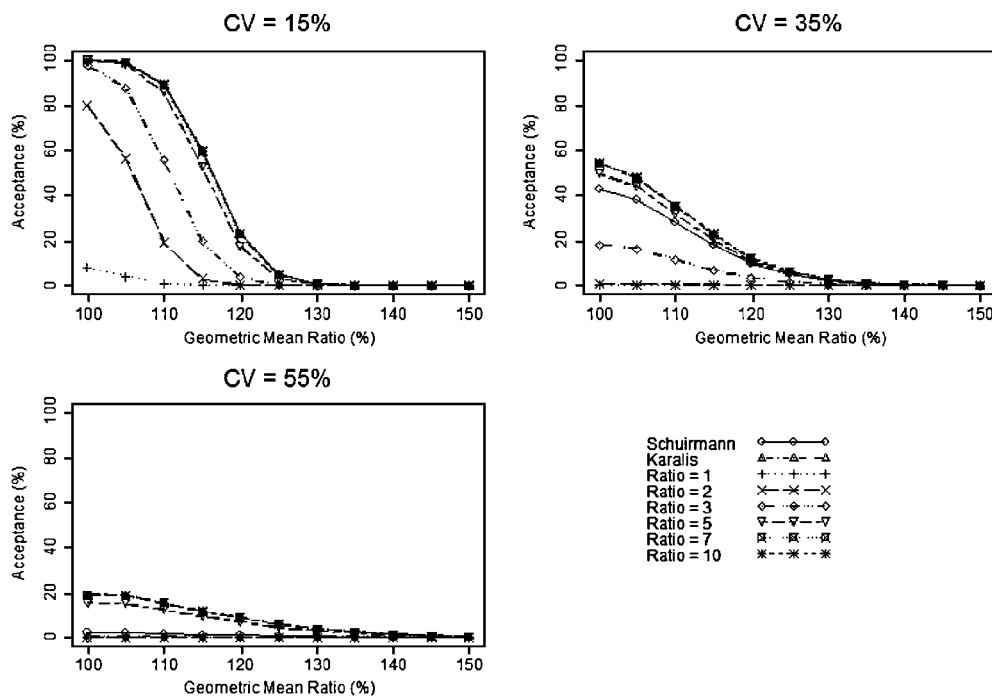 CV = 15%
Acceptance (%)
0 20 40 60 80 100
100 110 120 130 140 150
Geometric Mean Ratio (%)
CV = 35%
Acceptance (%)
0 20 40 60 80 100
100 110 120 130 140 150
Geometric Mean Ratio (%)
CV = 55%
Acceptance (%)
0 20 40 60 80 100
100 110 120 130 140 150
Geometric Mean Ratio (%)
Schuirmann
Karalis
Ratio = 1
Ratio = 2
Ratio = 3
Ratio = 5
Ratio = 7
Ratio = 10